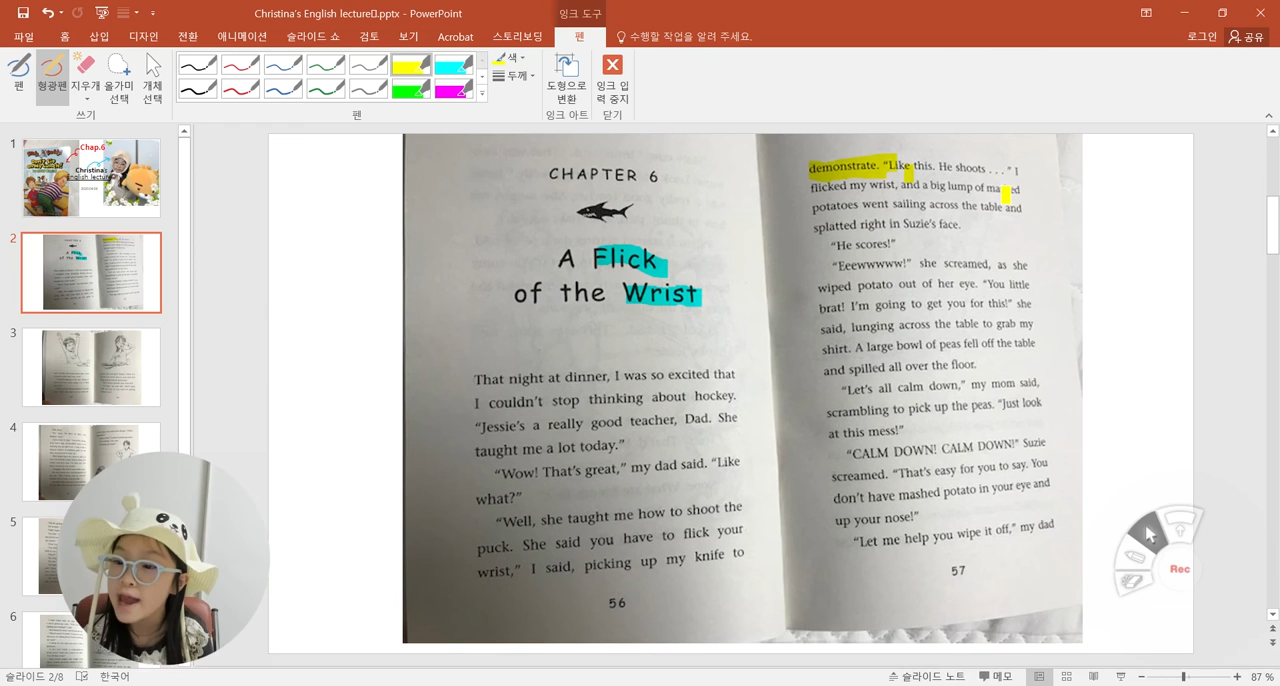 Christina's English lecture.pptx - PowerPoint
잉크 도구
파일 홈 삽입 디자인 전환 애니메이션 슬라이드 쇼 검토 보기 Acrobat 스토리보딩 펜 수행할 작업을 알려 주세요. 로그인 공유
펜 형광펜 지우개 올가미 선택 개체 선택
색
두께
도형으로 변환
잉크 입력 중지
쓰기 펜 잉크 아트 닫기
1
Chap.6
Christina's
English lecture
2
3
4
5
6
CHAPTER 6
A Flick
of the Wrist
That night at dinner, I was so excited that
I couldn't stop thinking about hockey.
"Jessie's a really good teacher, Dad. She
taught me a lot today."
"Wow! That's great," my dad said. "Like
what?"
"Well, she taught me how to shoot the
puck. She said you have to flick your
wrist," I said, picking up my knife to
56
demonstrate. "Like this. He shoots . . ." I
flicked my wrist, and a big lump of ma ed
potatoes went sailing across the table and
splatted right in Suzie's face.
"He scores!"
"Eeewwwww!" she screamed, as she
wiped potato out of her eye. "You little
brat! I'm going to get you for this!" she
said, lunging across the table to grab my
shirt. A large bowl of peas fell off the table
and spilled all over the floor.
"Let's all calm down," my mom said,
scrambling to pick up the peas. "Just look
at this mess!"
"CALM DOWN! CALM DOWN!" Suzie
screamed. "That's easy for you to say. You
don't have mashed potato in your eye and
up your nose!"
"Let me help you wipe it off," my dad
57
Rec
슬라이드 2/8 한국어 슬라이드 노트 메모 87 %